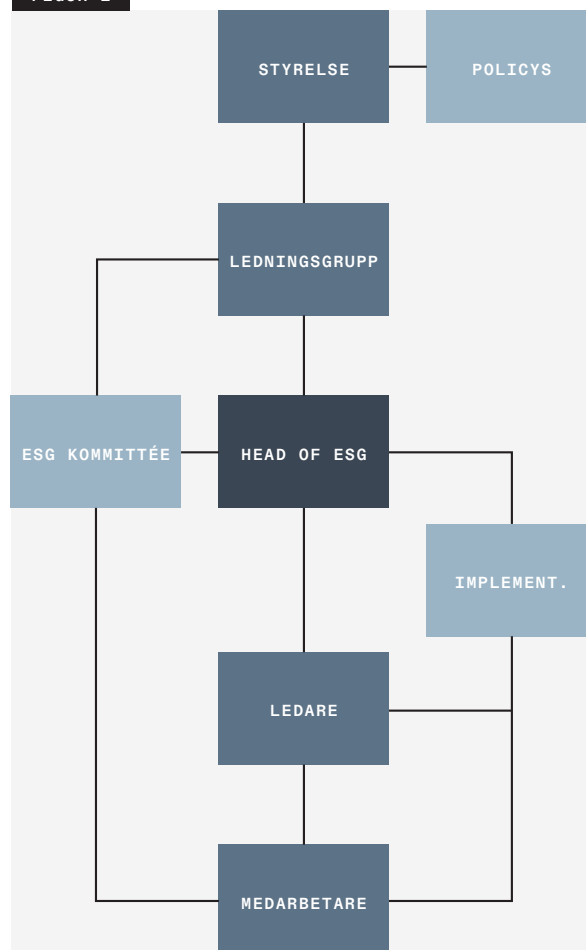 STYRELSE
POLICYS
LEDNINGSGRUPP
ESG KOMMITTÉE
HEAD OF ESG
IMPLEMENT.
LEDARE
MEDARBETARE